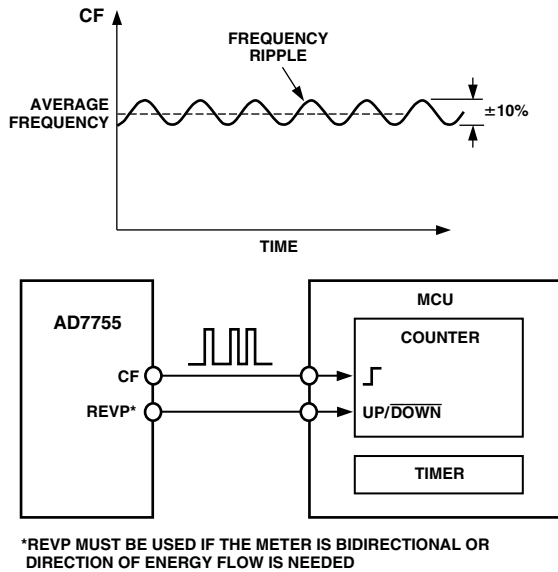 CF
FREQUENCY
RIPPLE
AVERAGE
FREQUENCY
±10%
TIME
MCU
AD7755
COUNTER
CF
REVP*
UP/DOWN
TIMER
*REVP MUST BE USED IF THE METER IS BIDIRECTIONAL OR
DIRECTION OF ENERGY FLOW IS NEEDED